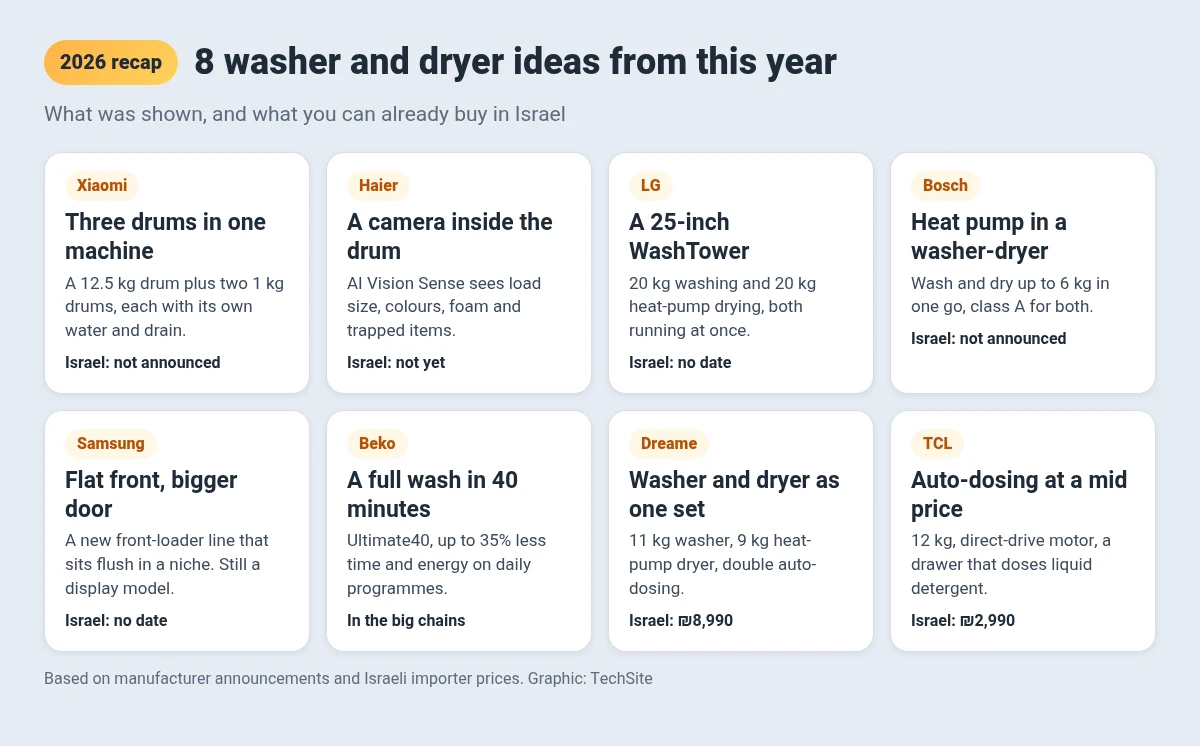 2026 recap 8 washer and dryer ideas from this year
What was shown, and what you can already buy in Israel
Xiaomi
Three drums in one
machine
A 12.5 kg drum plus two 1 kg
drums, each with its own
water and drain.
Israel: not announced
Haier
A camera inside the
drum
AI Vision Sense sees load
size, colours, foam and
trapped items.
Israel: not yet
LG
A 25-inch
WashTower
20 kg washing and 20 kg
heat-pump drying, both
running at once.
Israel: no date
Bosch
Heat pump in a
washer-dryer
Wash and dry up to 6 kg in
one go, class A for both.
Israel: not announced
Samsung
Flat front, bigger
door
A new front-loader line that
sits flush in a niche. Still a
display model.
Israel: no date
Beko
A full wash in 40
minutes
Ultimate40, up to 35% less
time and energy on daily
programmes.
In the big chains
Dreame
Washer and dryer as
one set
11 kg washer, 9 kg heat-
pump dryer, double auto-
dosing.
Israel: ₪8,990
TCL
Auto-dosing at a mid
price
12 kg, direct-drive motor, a
drawer that doses liquid
detergent.
Israel: ₪2,990
Based on manufacturer announcements and Israeli importer prices. Graphic: TechSite